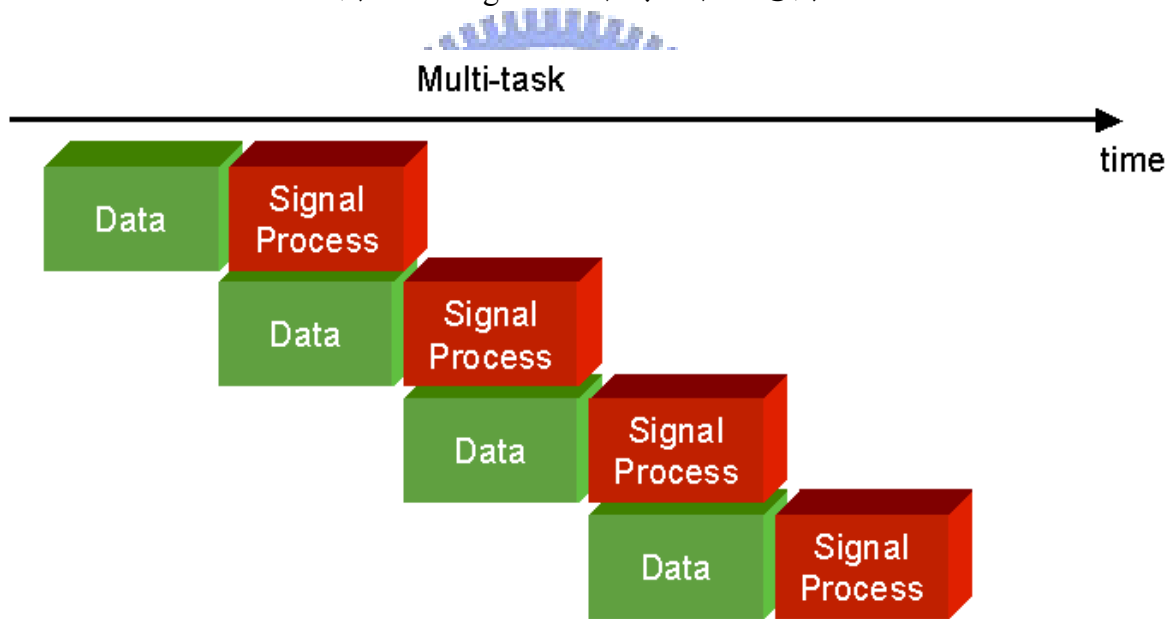 Multi-task
time
Data
Signal
Process
Data
Signal
Process
Data
Signal
Process
Data
Signal
Process